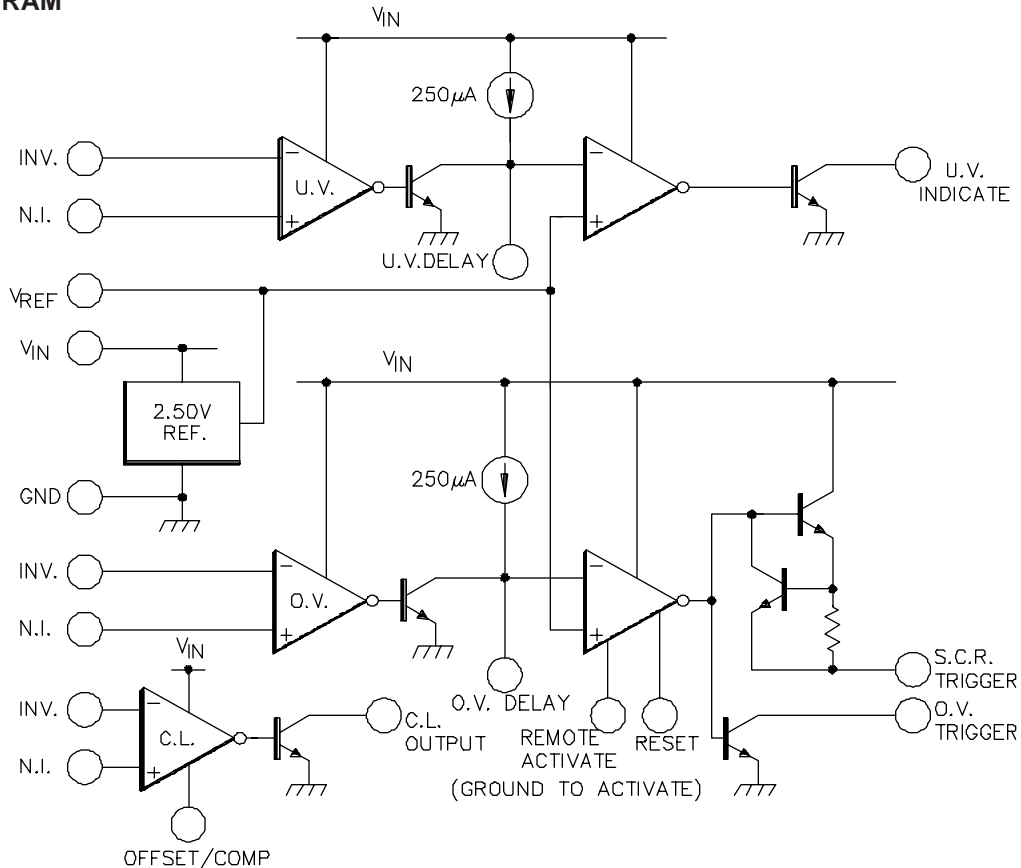 RAM
VIN
250µA
INV.
−
U.V.
N.I.
+
−
+
U.V.
INDICATE
U.V.DELAY
VREF
VIN
VIN
2.50V
REF.
GND
250µA
INV.
−
O.V.
N.I.
+
−
+
VIN
INV.
−
C.L.
N.I.
+
C.L.
OUTPUT
O.V. DELAY
REMOTE
ACTIVATE
RESET
(GROUND TO ACTIVATE)
S.C.R.
TRIGGER
O.V.
TRIGGER
OFFSET/COMP